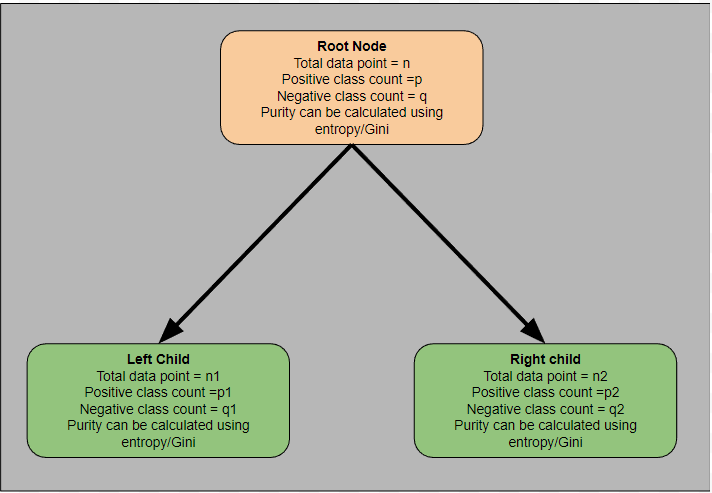 Root Node
Total data point = n
Positive class count =p
Negative class count = q
Purity can be calculated using
entropy/Gini
Left Child
Total data point = n1
Positive class count =p1
Negative class count = q1
Purity can be calculated using
entropy/Gini
Right child
Total data point = n2
Positive class count =p2
Negative class count = q2
Purity can be calculated using
entropy/Gini